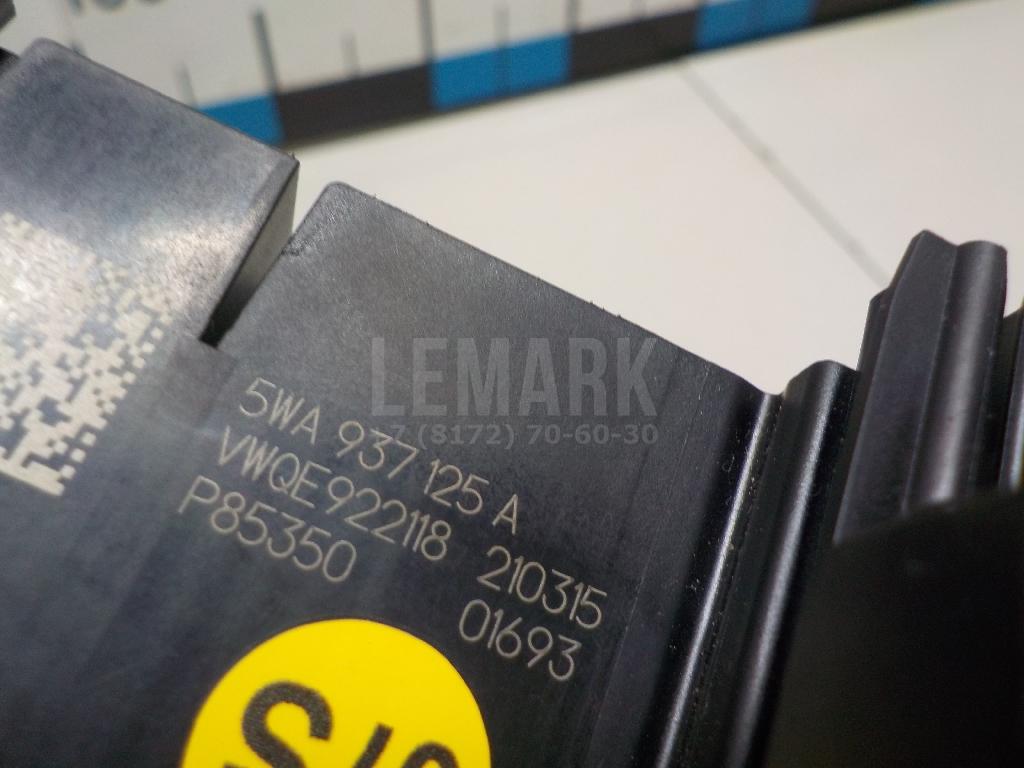 LEMARK
+7 (8172) 70-60-30
5WA 937 125 A
VWQE922118 210315
P85350 01693